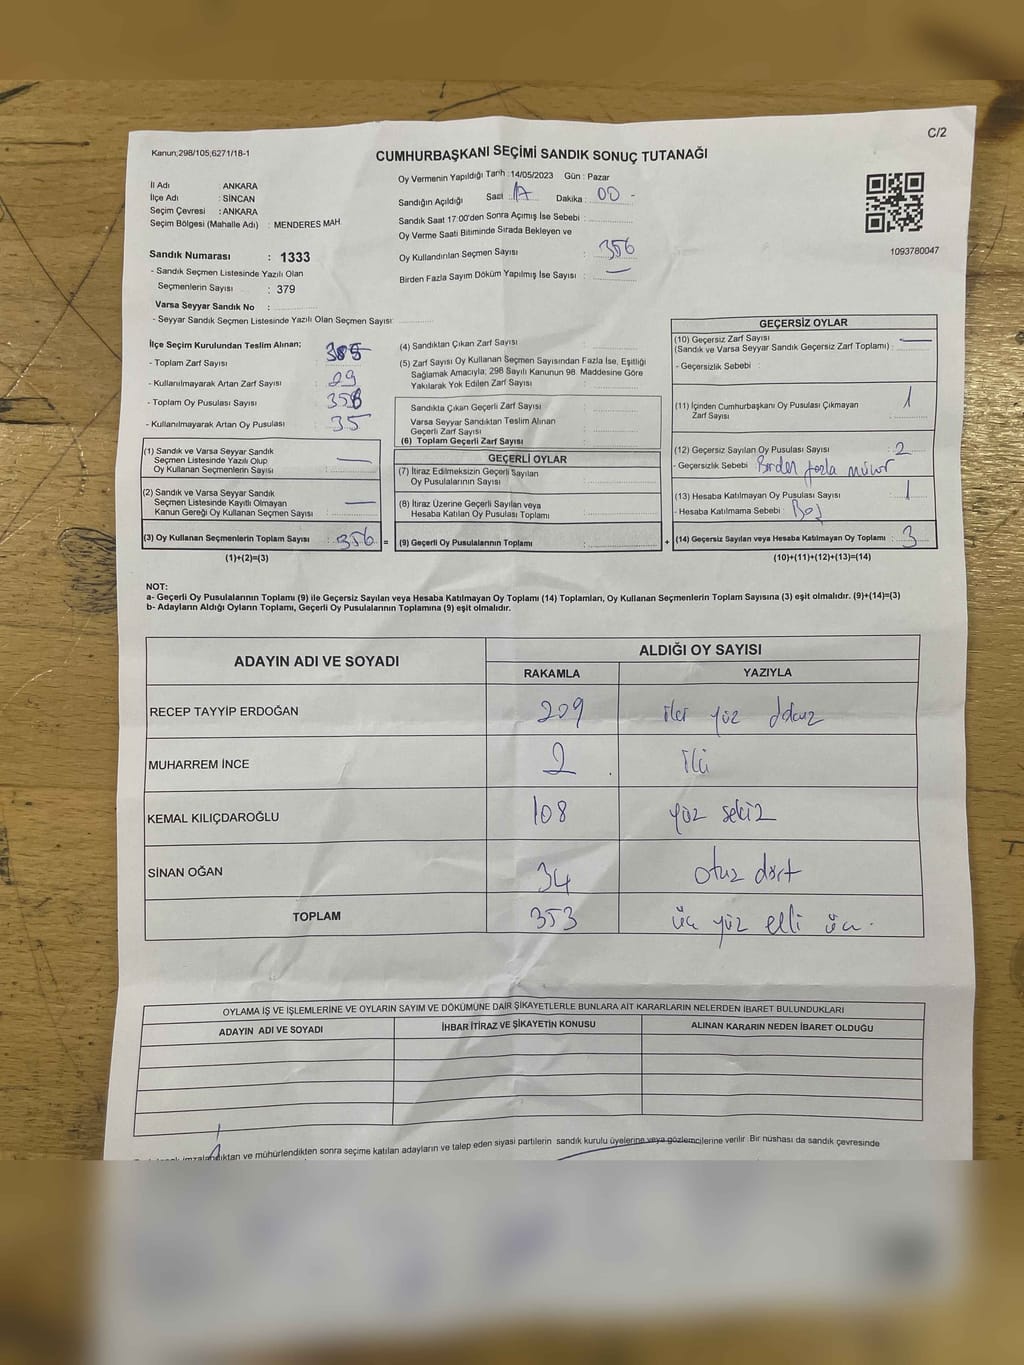 C/2
Kanun;298/105;6271/18-1
CUMHURBAŞKANI SEÇİMİ SANDIK SONUÇ TUTANAĞI
İl Adı : ANKARA
İlçe Adı : SİNCAN
Seçim Çevresi : ANKARA
Seçim Bölgesi (Mahalle Adı) : MENDERES MAH.
Oy Vermenin Yapıldığı Tarih :14/05/2023 Gün : Pazar
Sandığın Açıldığı Saat : 17 Dakika : 00
Sandık Saat 17:00'den Sonra Açımış İse Sebebi :
Oy Verme Saati Bitiminde Sırada Bekleyen ve
Oy Kullandırılan Seçmen Sayısı : 356
Birden Fazla Sayım Döküm Yapılmış İse Sayısı : —
1093780047
Sandık Numarası : 1333
- Sandık Seçmen Listesinde Yazılı Olan
Seçmenlerin Sayısı : 379
Varsa Seyyar Sandık No :
- Seyyar Sandık Seçmen Listesinde Yazılı Olan Seçmen Sayısı:
İlçe Seçim Kurulundan Teslim Alınan:
- Toplam Zarf Sayısı :
- Kullanılmayarak Artan Zarf Sayısı : 29
- Toplam Oy Pusulası Sayısı :
- Kullanılmayarak Artan Oy Pusulası : 35
(1) Sandık ve Varsa Seyyar Sandık
Seçmen Listesinde Yazılı Olup
Oy Kullanan Seçmenlerin Sayısı : —
(2) Sandık ve Varsa Seyyar Sandık
Seçmen Listesinde Kayıtlı Olmayan
Kanun Gereği Oy Kullanan Seçmen Sayısı : —
(3) Oy Kullanan Seçmenlerin Toplam Sayısı : 356 =
(1)+(2)=(3)
(4) Sandıktan Çıkan Zarf Sayısı :
(5) Zarf Sayısı Oy Kullanan Seçmen Sayısından Fazla İse, Eşitliği
Sağlamak Amacıyla; 298 Sayılı Kanunun 98. Maddesine Göre
Yakılarak Yok Edilen Zarf Sayısı :
Sandıkta Çıkan Geçerli Zarf Sayısı :
Varsa Seyyar Sandıktan Teslim Alınan
Geçerli Zarf Sayısı :
(6) Toplam Geçerli Zarf Sayısı :
GEÇERLİ OYLAR
(7) İtiraz Edilmeksizin Geçerli Sayılan
Oy Pusulalarının Sayısı :
(8) İtiraz Üzerine Geçerli Sayılan veya
Hesaba Katılan Oy Pusulası Toplamı :
(9) Geçerli Oy Pusulalarının Toplamı : +
GEÇERSİZ OYLAR
(10) Geçersiz Zarf Sayısı —
(Sandık ve Varsa Seyyar Sandık Geçersiz Zarf Toplamı) :
- Geçersizlik Sebebi :
(11) İçinden Cumhurbaşkanı Oy Pusulası Çıkmayan 1
Zarf Sayısı :
(12) Geçersiz Sayılan Oy Pusulası Sayısı : 2
- Geçersizlik Sebebi : Birden fazla mühür
(13) Hesaba Katılmayan Oy Pusulası Sayısı : 1
- Hesaba Katılmama Sebebi : Boş
(14) Geçersiz Sayılan veya Hesaba Katılmayan Oy Toplamı : 3
(10)+(11)+(12)+(13)=(14)
NOT:
a- Geçerli Oy Pusulalarının Toplamı (9) ile Geçersiz Sayılan veya Hesaba Katılmayan Oy Toplamı (14) Toplamları, Oy Kullanan Seçmenlerin Toplam Sayısına (3) eşit olmalıdır. (9)+(14)=(3)
b- Adayların Aldığı Oyların Toplamı, Geçerli Oy Pusulalarının Toplamına (9) eşit olmalıdır.
ADAYIN ADI VE SOYADI
ALDIĞI OY SAYISI
RAKAMLA YAZIYLA
RECEP TAYYİP ERDOĞAN 209 iki yüz dokuz
MUHARREM İNCE 2 iki
KEMAL KILIÇDAROĞLU 108 yüz sekiz
SİNAN OĞAN 34 otuz dört
TOPLAM 353 üç yüz elli üç
OYLAMA İŞ VE İŞLEMLERİNE VE OYLARIN SAYIM VE DÖKÜMÜNE DAİR ŞİKAYETLERLE BUNLARA AİT KARARLARIN NELERDEN İBARET BULUNDUKLARI
ADAYIN ADI VE SOYADI İHBAR İTİRAZ VE ŞİKAYETİN KONUSU ALINAN KARARIN NEDEN İBARET OLDUĞU
ve mühürlendikten sonra seçime katılan adayların ve talep eden siyasi partilerin sandık kurulu üyelerine veya gözlemcilerine verilir. Bir nüshası da sandık çevresinde